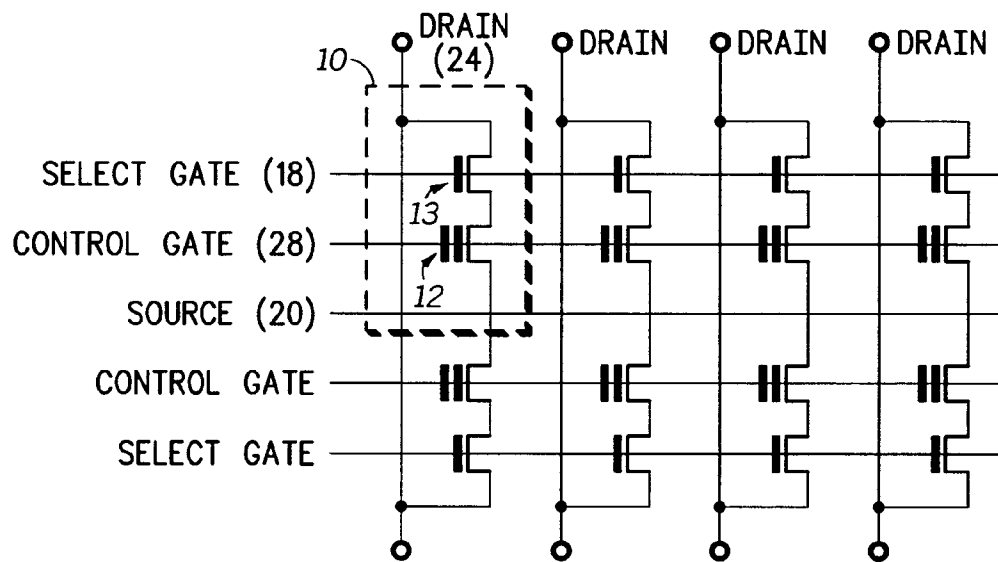 DRAIN (24)
DRAIN
DRAIN
DRAIN
10
SELECT GATE (18)
13
CONTROL GATE (28)
12
SOURCE (20)
CONTROL GATE
SELECT GATE